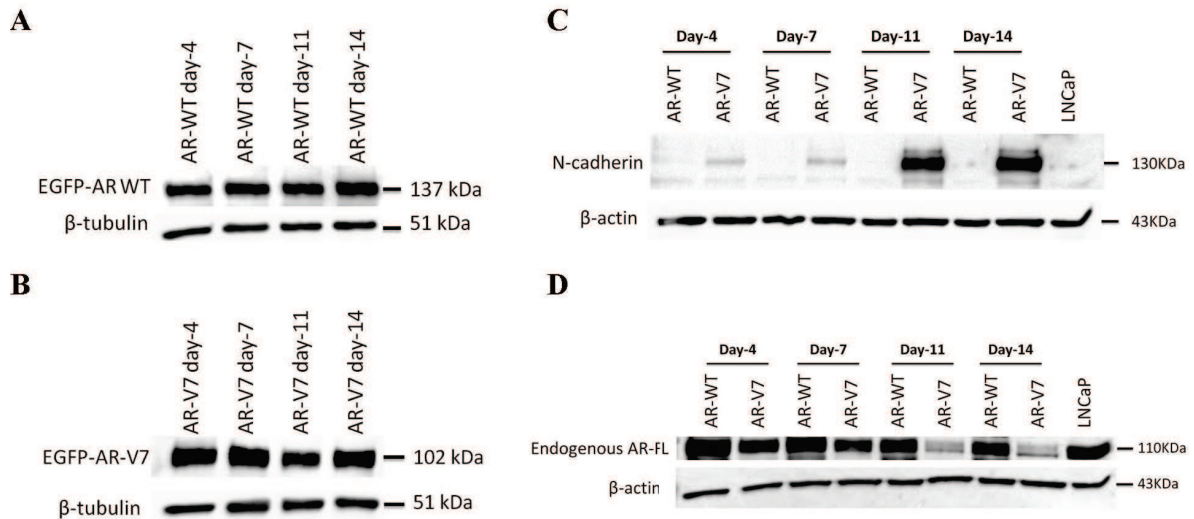 A
AR-WT day-4
AR-WT day-7
AR-WT day-11
AR-WT day-14
EGFP-AR WT
137 kDa
β-tubulin
51 kDa
B
AR-V7 day-4
AR-V7 day-7
AR-V7 day-11
AR-V7 day-14
EGFP-AR-V7
102 kDa
β-tubulin
51 kDa
C
Day-4 Day-7 Day-11 Day-14
AR-WT
AR-V7
AR-WT
AR-V7
AR-WT
AR-V7
AR-WT
AR-V7
LNCaP
N-cadherin
130KDa
β-actin
43KDa
D
Day-4 Day-7 Day-11 Day-14
AR-WT
AR-V7
AR-WT
AR-V7
AR-WT
AR-V7
AR-WT
AR-V7
LNCaP
Endogenous AR-FL
110KDa
β-actin
43KDa